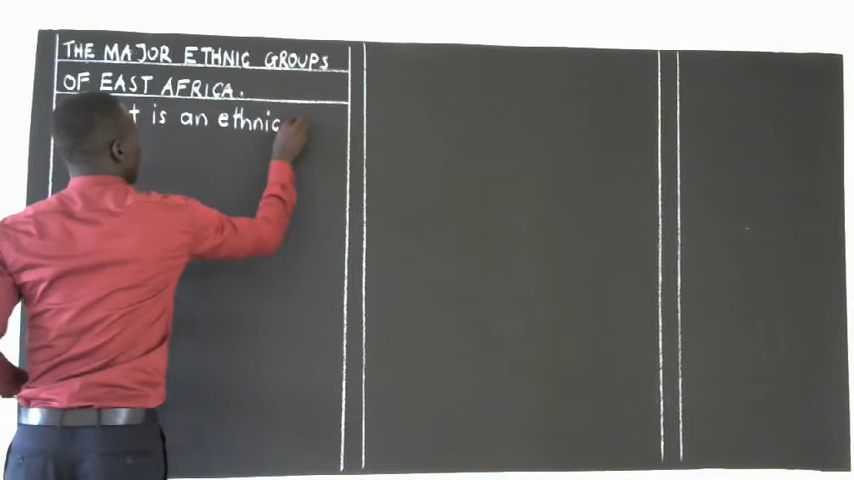 THE MAJOR ETHNIC GROUPS
OF EAST AFRICA.
is an ethnic